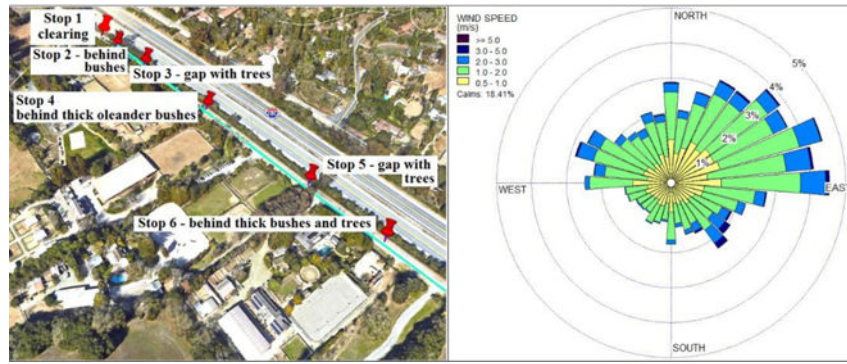 Stop 1
clearing
Stop 2 - behind
bushes
Stop 3 - gap with
trees
Stop 4
behind thick oleander bushes
Stop 5 - gap with
trees
Stop 6 - behind thick bushes and trees
WIND SPEED
(m/s)
>= 5.0
3.0 - 5.0
2.0 - 3.0
1.0 - 2.0
0.5 - 1.0
Calms: 18.41%
NORTH
5%
4%
3%
2%
1%
WEST
EAST
SOUTH